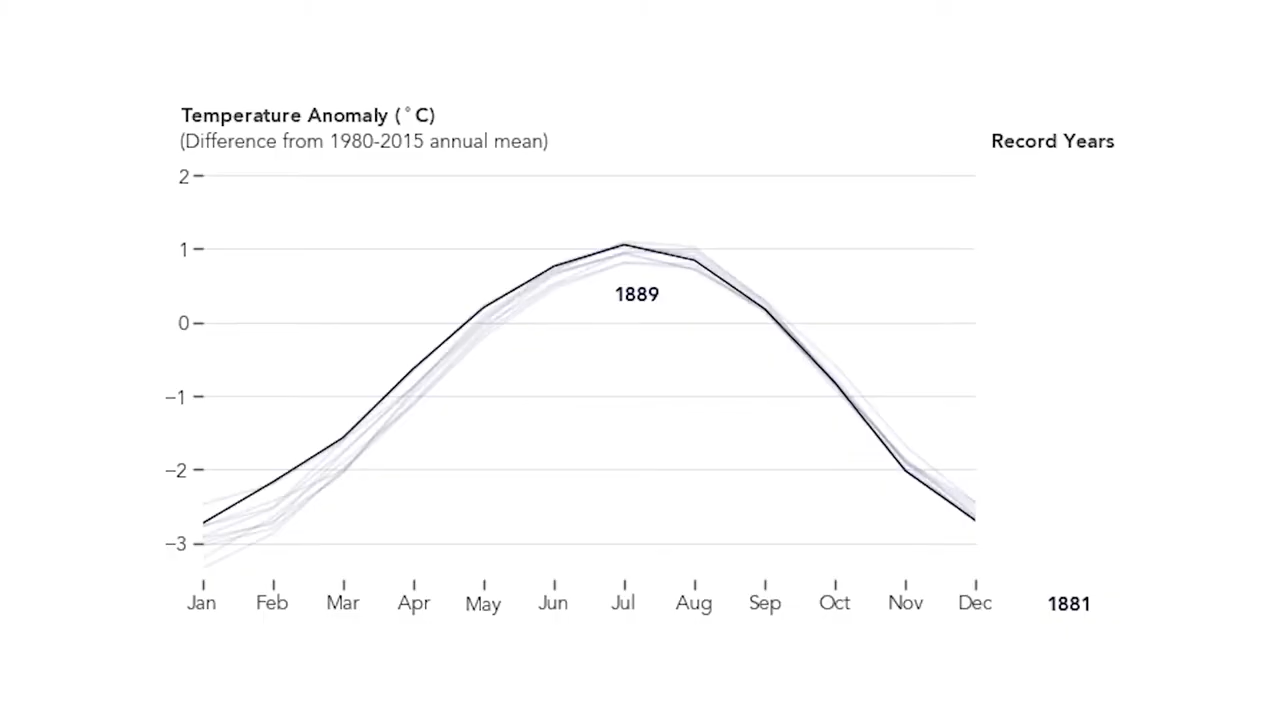 Temperature Anomaly (°C)
(Difference from 1980-2015 annual mean)
Record Years
2
1
1889
0
−1
−2
−3
Jan Feb Mar Apr May Jun Jul Aug Sep Oct Nov Dec
1881